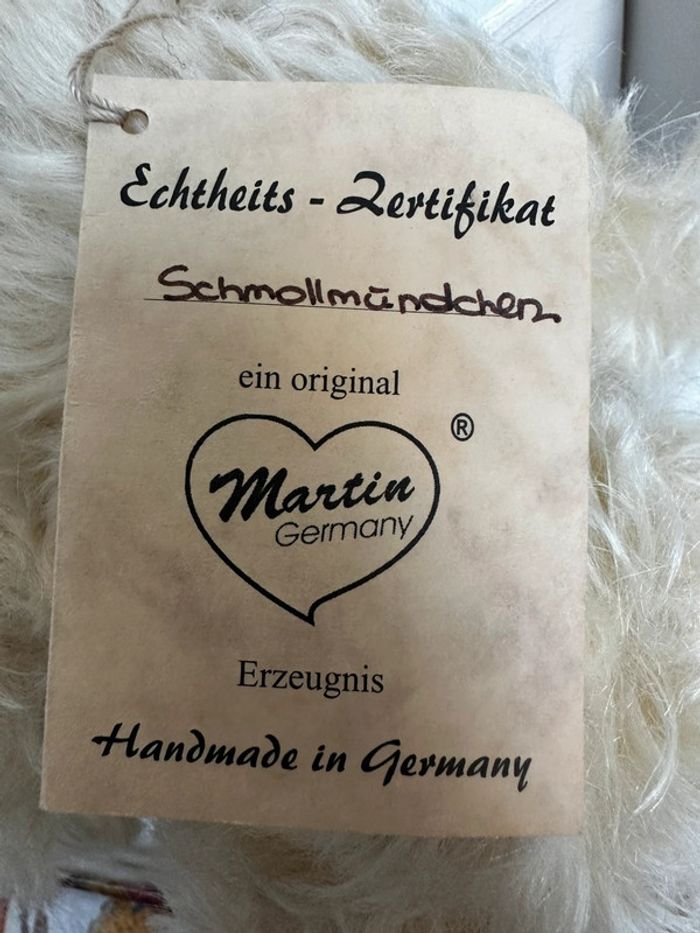 Echtheits - Zertifikat
Schmollmündchen
ein original
®
Martin
Germany
Erzeugnis
Handmade in Germany